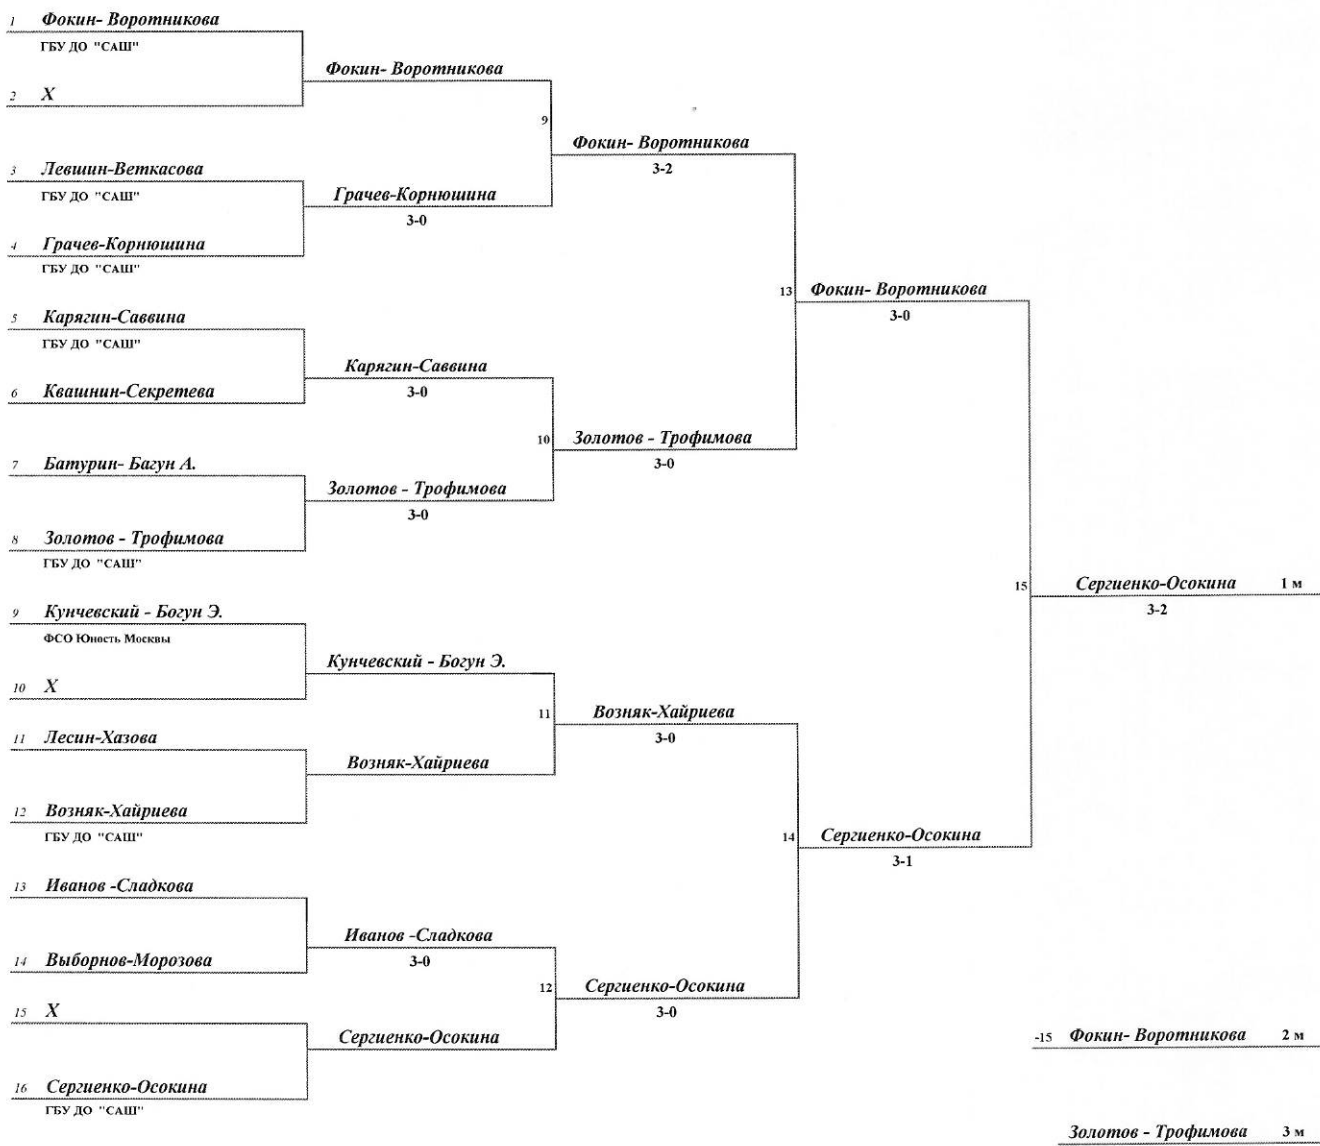 1 Фокин- Воротникова
ГБУ ДО "САШ"
Фокин- Воротникова
2 X
9
Фокин- Воротникова
3-2
3 Левшин-Веткасова
ГБУ ДО "САШ"
Грачев-Корнюшина
3-0
4 Грачев-Корнюшина
ГБУ ДО "САШ"
13 Фокин- Воротникова
3-0
5 Карягин-Саввина
ГБУ ДО "САШ"
Карягин-Саввина
3-0
6 Квашнин-Секретева
10 Золотов - Трофимова
3-0
7 Батурин- Багун А.
Золотов - Трофимова
3-0
8 Золотов - Трофимова
ГБУ ДО "САШ"
15 Сергиенко-Осокина 1 м
3-2
9 Кунчевский - Богун Э.
ФСО Юность Москвы
Кунчевский - Богун Э.
10 X
11 Возняк-Хайриева
3-0
11 Лесин-Хазова
Возняк-Хайриева
12 Возняк-Хайриева
ГБУ ДО "САШ"
14 Сергиенко-Осокина
3-1
13 Иванов -Сладкова
Иванов -Сладкова
3-0
14 Выборнов-Морозова
12 Сергиенко-Осокина
3-0
15 X
Сергиенко-Осокина
-15 Фокин- Воротникова 2 м
16 Сергиенко-Осокина
ГБУ ДО "САШ"
Золотов - Трофимова 3 м